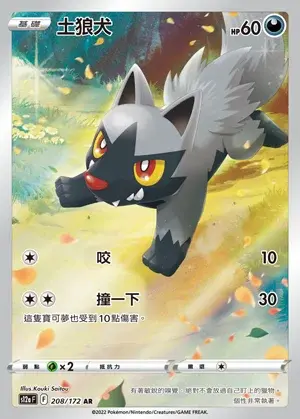 基礎 土狼犬 HP60
咬 10
撞一下 30
這隻寶可夢也受到10點傷害。
弱點 ×2 抵抗力 撤退
Illus. Kouki Saitou
s12a F F 208/172 AR
有著敏銳的嗅覺。絕對不會放過自己盯上的獵物,
個性非常執著。
©2022 Pokémon/Nintendo/Creatures/GAME FREAK.